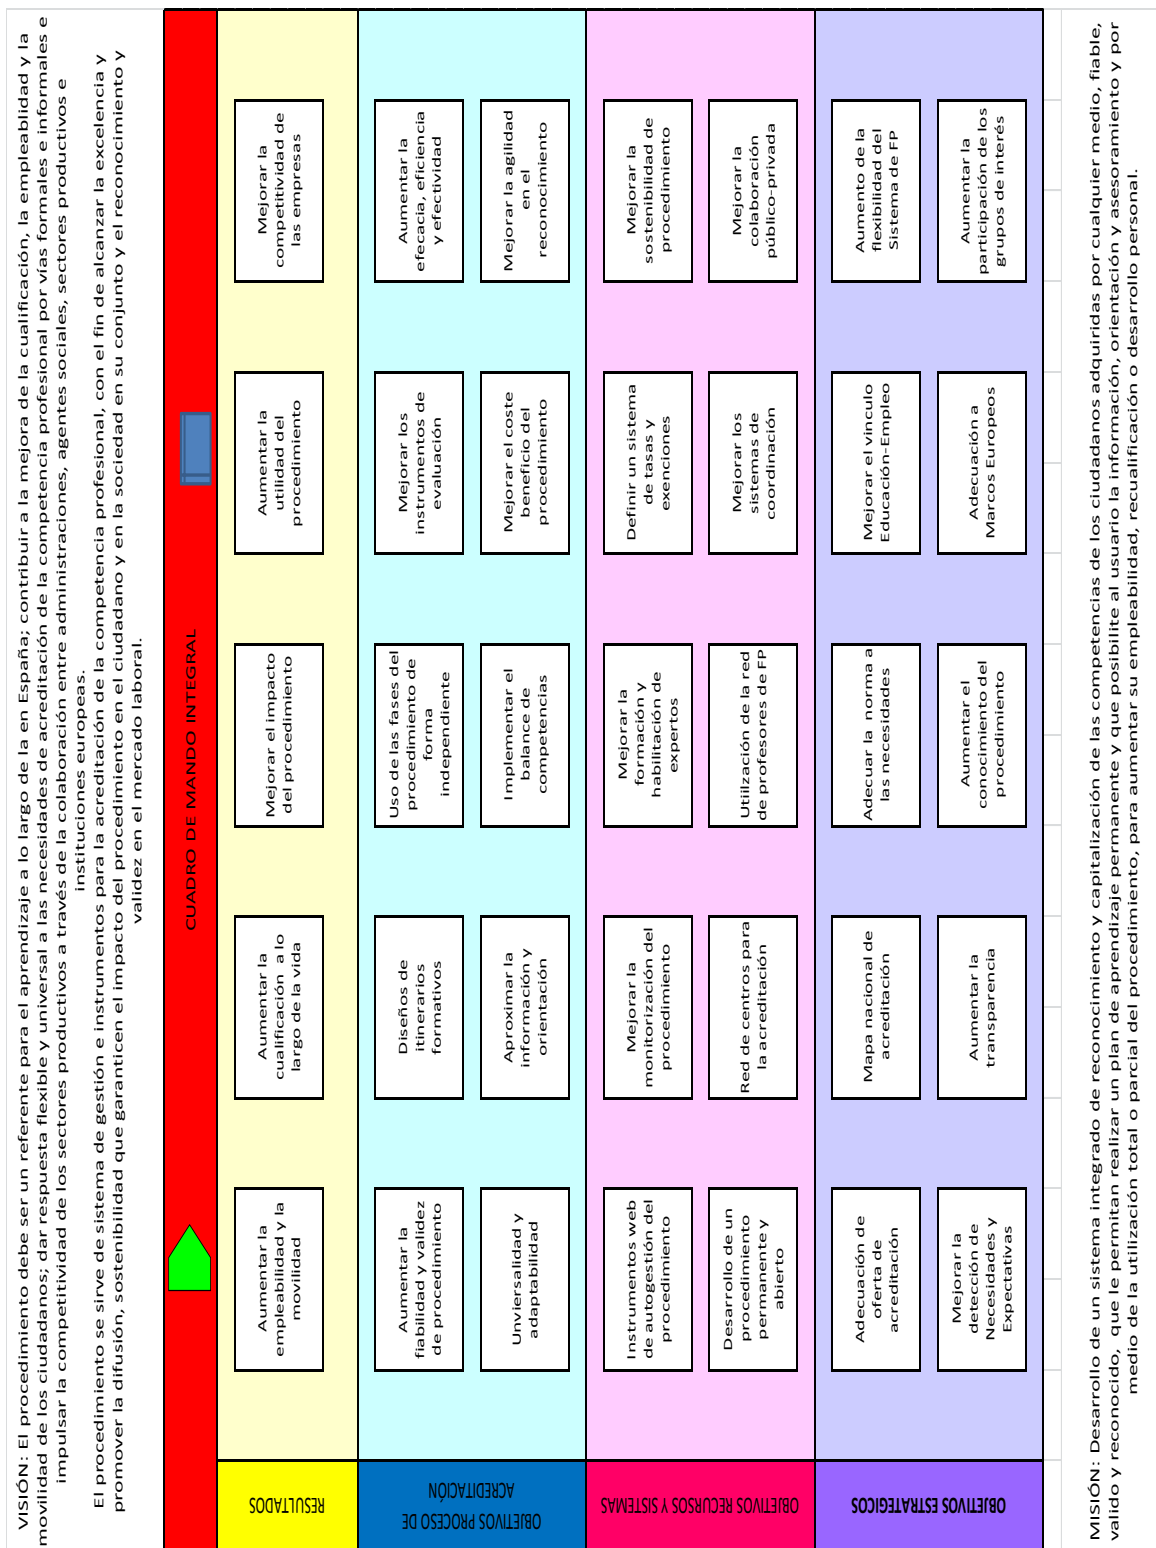 VISIÓN: El procedimiento debe ser un referente para el aprendizaje a lo largo de la en España; contribuir a la mejora de la cualificación, la empleablidad y la
movilidad de los ciudadanos; dar respuesta flexible y universal a las necesidades de acreditación de la competencia profesional por vías formales e informales e
impulsar la competitividad de los sectores productivos a través de la colaboración entre administraciones, agentes sociales, sectores productivos e
instituciones europeas.
El procedimiento se sirve de sistema de gestión e instrumentos para la acreditación de la competencia profesional, con el fin de alcanzar la excelencia y
promover la difusión, sostenibilidad que garanticen el impacto del procedimiento en el ciudadano y en la sociedad en su conjunto y el reconocimiento y
validez en el mercado laboral.
CUADRO DE MANDO INTEGRAL
RESULTADOS
Aumentar la
empleabilidad y la
movilidad
Aumentar la
cualificación a lo
largo de la vida
Mejorar el impacto
del procedimiento
Aumentar la
utilidad del
procedimiento
Mejorar la
competitividad de
las empresas
OBJETIVOS PROCESO DE
ACREDITACIÓN
Aumentar la
fiabilidad y validez
de procedimiento
Diseños de
itinerarios
formativos
Uso de las fases del
procedimiento de
forma
independiente
Mejorar los
instrumentos de
evaluación
Aumentar la
efecacia, eficiencia
y efectividad
Unviersalidad y
adaptabilidad
Aproximar la
información y
orientación
Implementar el
balance de
competencias
Mejorar el coste
beneficio del
procedimiento
Mejorar la agilidad
en el
reconocimiento
OBJETIVOS RECURSOS Y SISTEMAS
Instrumentos web
de autogestión del
procedimiento
Mejorar la
monitorización del
procedimiento
Mejorar la
formación y
habilitación de
expertos
Definir un sistema
de tasas y
exenciones
Mejorar la
sostenibilidad de
procedimiento
Desarrollo de un
procedimiento
permanente y
abierto
Red de centros para
la acreditación
Utiilzación de la red
de profesores de FP
Mejorar los
sistemas de
coordinación
Mejorar la
colaboración
público-privada
OBJETIVOS ESTRATEGICOS
Adecuación de
oferta de
acreditación
Mapa nacional de
acreditación
Adecuar la norma a
las necesidades
Mejorar el vinculo
Educación-Empleo
Aumento de la
flexibilidad del
Sistema de FP
Mejorar la
detección de
Necesidades y
Expectativas
Aumentar la
transparencia
Aumentar el
conocimiento del
procedimiento
Adecuación a
Marcos Europeos
Aumentar la
participación de los
grupos de interés
MISIÓN: Desarrollo de un sistema integrado de reconocimiento y capitalización de las competencias de los ciudadanos adquiridas por cualquier medio, fiable,
valido y reconocido, que le permitan realizar un plan de aprendizaje permanente y que posibilite al usuario la información, orientación y asesoramiento y por
medio de la utilización total o parcial del procedimiento, para aumentar su empleabilidad, recualificación o desarrollo personal.